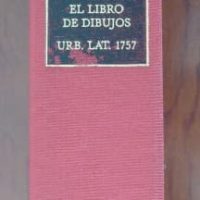 EL LIBRO
DE DIBUJOS
URB. LAT. 1757